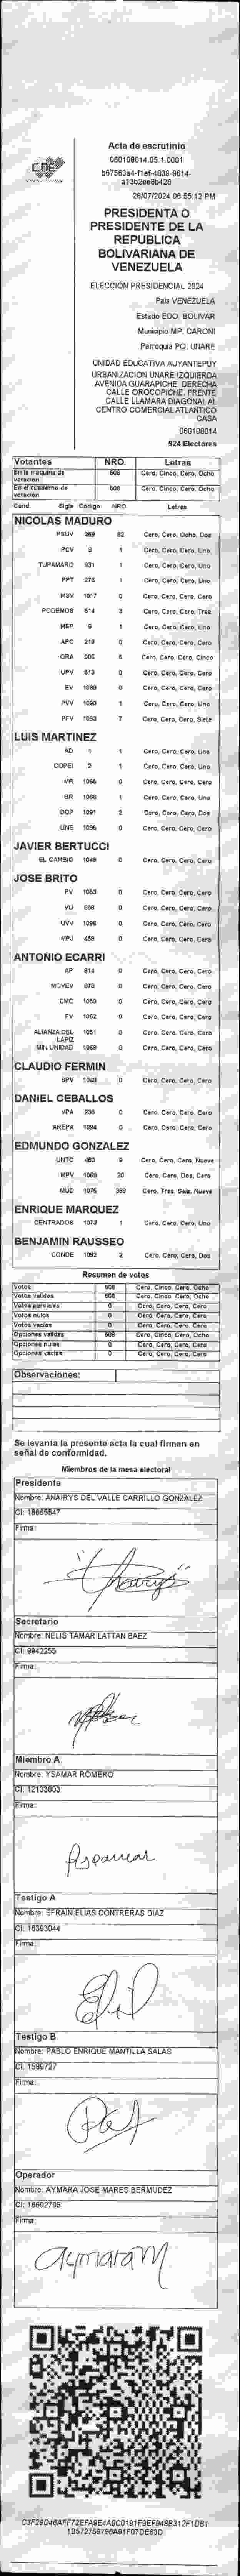 cne
Acta de escrutinio
060108014.05.1.0001
b67563a4-f1ef-4839-9614-
a13b2ee8b426
28/07/2024 06:55:12 PM
PRESIDENTA O
PRESIDENTE DE LA
REPUBLICA
BOLIVARIANA DE
VENEZUELA
ELECCIÓN PRESIDENCIAL 2024
País VENEZUELA
Estado EDO. BOLIVAR
Municipio MP. CARONI
Parroquia PQ. UNARE
UNIDAD EDUCATIVA AUYANTEPUY
URBANIZACION UNARE IZQUIERDA
AVENIDA GUARAPICHE. DERECHA
CALLE OROCOPICHE. FRENTE
CALLE LLAMARA DIAGONAL AL
CENTRO COMERCIAL ATLANTICO
CASA
060108014
924 Electores
Votantes NRO. Letras
En la maquina de votación 508 Cero, Cinco, Cero, Ocho
En el cuaderno de votación 508 Cero, Cinco, Cero, Ocho
Cand. Sigla Código NRO. Letras
NICOLAS MADURO
PSUV 269 82 Cero, Cero, Ocho, Dos
PCV 1 Cero, Cero, Cero, Uno
TUPAMARO 931 1 Cero, Cero, Cero, Uno
PPT 276 1 Cero, Cero, Cero, Uno
MSV 1017 0 Cero, Cero, Cero, Cero
PODEMOS 514 3 Cero, Cero, Cero, Tres
MEP 6 1 Cero, Cero, Cero, Uno
APC 219 0 Cero, Cero, Cero, Cero
ORA 806 5 Cero, Cero, Cero, Cinco
UPV 513 0 Cero, Cero, Cero, Cero
EV 1089 0 Cero, Cero, Cero, Cero
PVV 1090 1 Cero, Cero, Cero, Uno
PFV 1093 7 Cero, Cero, Cero, Siete
LUIS MARTINEZ
AD 1 1 Cero, Cero, Cero, Uno
COPEI 2 1 Cero, Cero, Cero, Uno
MR 1065 0 Cero, Cero, Cero, Cero
BR 1066 1 Cero, Cero, Cero, Uno
DDP 1091 2 Cero, Cero, Cero, Dos
UNE 1095 0 Cero, Cero, Cero, Cero
JAVIER BERTUCCI
EL CAMBIO 1048 0 Cero, Cero, Cero, Cero
JOSE BRITO
PV 1053 0 Cero, Cero, Cero, Cero
VU 868 0 Cero, Cero, Cero, Cero
UVV 1096 0 Cero, Cero, Cero, Cero
MPJ 458 0 Cero, Cero, Cero, Cero
ANTONIO ECARRI
AP 814 0 Cero, Cero, Cero, Cero
MOVEV 978 0 Cero, Cero, Cero, Cero
CMC 1060 0 Cero, Cero, Cero, Cero
FV 1062 0 Cero, Cero, Cero, Cero
ALIANZA DEL LAPIZ 1051 0 Cero, Cero, Cero, Cero
MIN UNIDAD 1069 0 Cero, Cero, Cero, Cero
CLAUDIO FERMIN
SPV 1049 0 Cero, Cero, Cero, Cero
DANIEL CEBALLOS
VPA 236 0 Cero, Cero, Cero, Cero
AREPA 1094 0 Cero, Cero, Cero, Cero
EDMUNDO GONZALEZ
UNTC 450 9 Cero, Cero, Cero, Nueve
MPV 1069 20 Cero, Cero, Dos, Cero
MUD 1075 369 Cero, Tres, Seis, Nueve
ENRIQUE MARQUEZ
CENTRADOS 1073 1 Cero, Cero, Cero, Uno
BENJAMIN RAUSSEO
CONDE 1092 2 Cero, Cero, Cero, Dos
Resumen de votos
Votos 508 Cero, Cinco, Cero, Ocho
Votos validos 508 Cero, Cinco, Cero, Ocho
Votos parciales 0 Cero, Cero, Cero, Cero
Votos nulos 0 Cero, Cero, Cero, Cero
Votos vacios 0 Cero, Cero, Cero, Cero
Opciones validas 508 Cero, Cinco, Cero, Ocho
Opciones nulas 0 Cero, Cero, Cero, Cero
Opciones vacias 0 Cero, Cero, Cero, Cero
Observaciones:
Se levanta la presente acta la cual firman en
señal de conformidad.
Miembros de la mesa electoral
Presidente
Nombre: ANAIRYS DEL VALLE CARRILLO GONZALEZ
CI: 18665847
Firma:
Secretario
Nombre: NELIS TAMAR LATTAN BAEZ
CI: 9942255
Firma:
Miembro A
Nombre: YSAMAR ROMERO
CI: 12103803
Firma:
Testigo A
Nombre: EFRAIN ELIAS CONTRERAS DIAZ
CI: 16393044
Firma:
Testigo B
Nombre: PABLO ENRIQUE MANTILLA SALAS
CI: 1589727
Firma:
Operador
Nombre: AYMARA JOSE MARES BERMUDEZ
CI: 16692795
Firma:
aymaraM